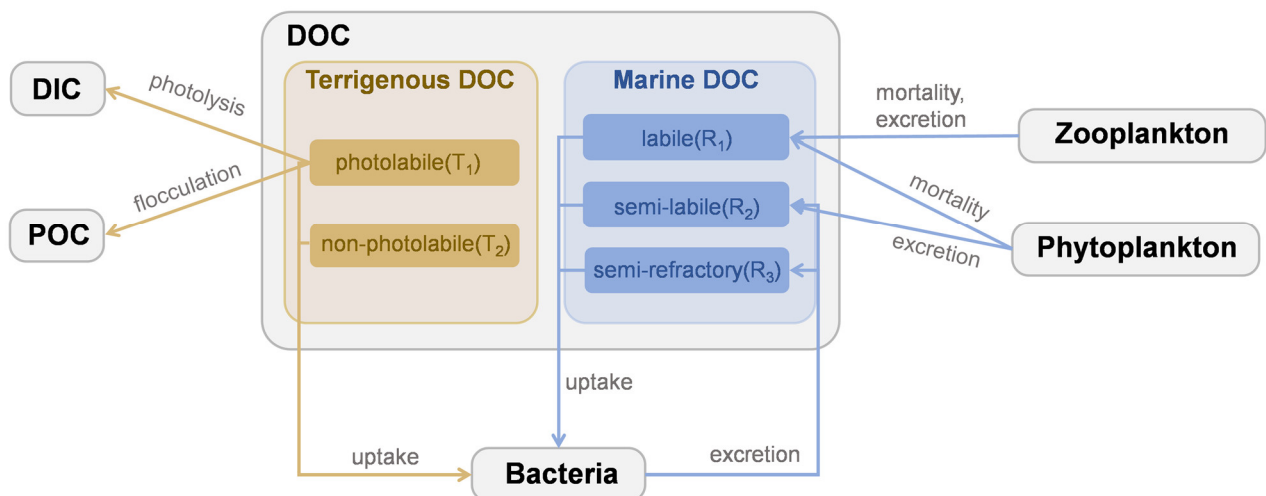 DOC
Terrigenous DOC
Marine DOC
DIC
photolysis
photolabile(T₁)
labile(R₁)
mortality,
excretion
Zooplankton
flocculation
POC
non-photolabile(T₂)
semi-labile(R₂)
semi-refractory(R₃)
mortality
excretion
Phytoplankton
uptake
uptake
Bacteria
excretion